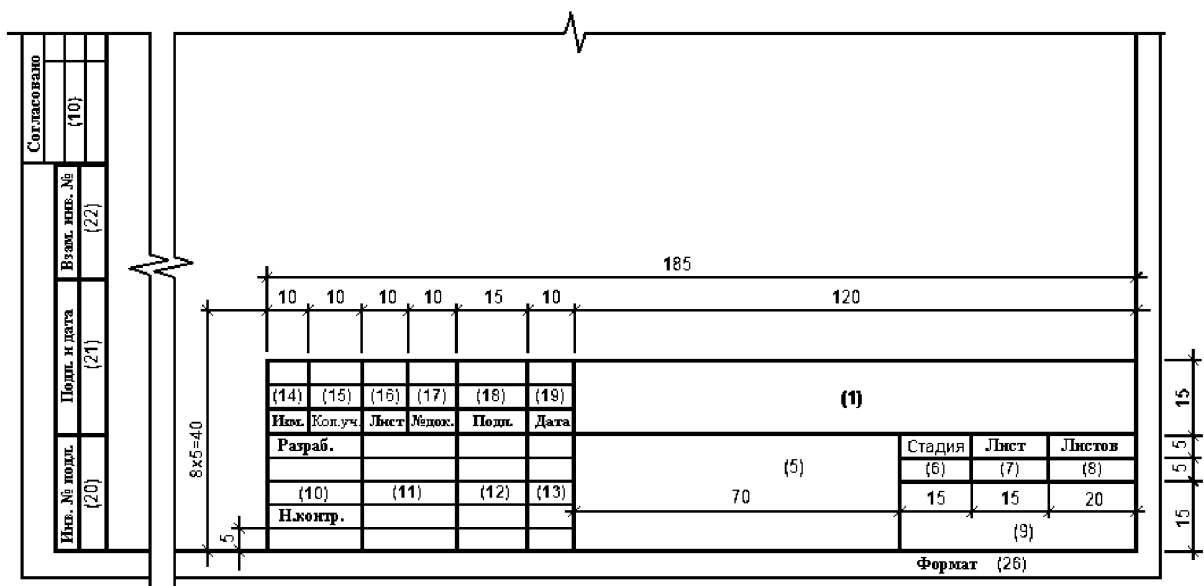 Согласовано
(10)
Взам. инв. №
(22)
Подп. и дата
(21)
Инв. № подл.
(20)
185
10 10 10 10 15 10 120
8x5=40
5
(14) (15) (16) (17) (18) (19)
(1)
Изм. Кол.уч. Лист №док. Подп. Дата
15
Разраб.
(5)
Стадия Лист Листов
5
(6) (7) (8)
5
(10) (11) (12) (13)
70
15 15 20
Н.контр.
(9)
15
Формат (26)